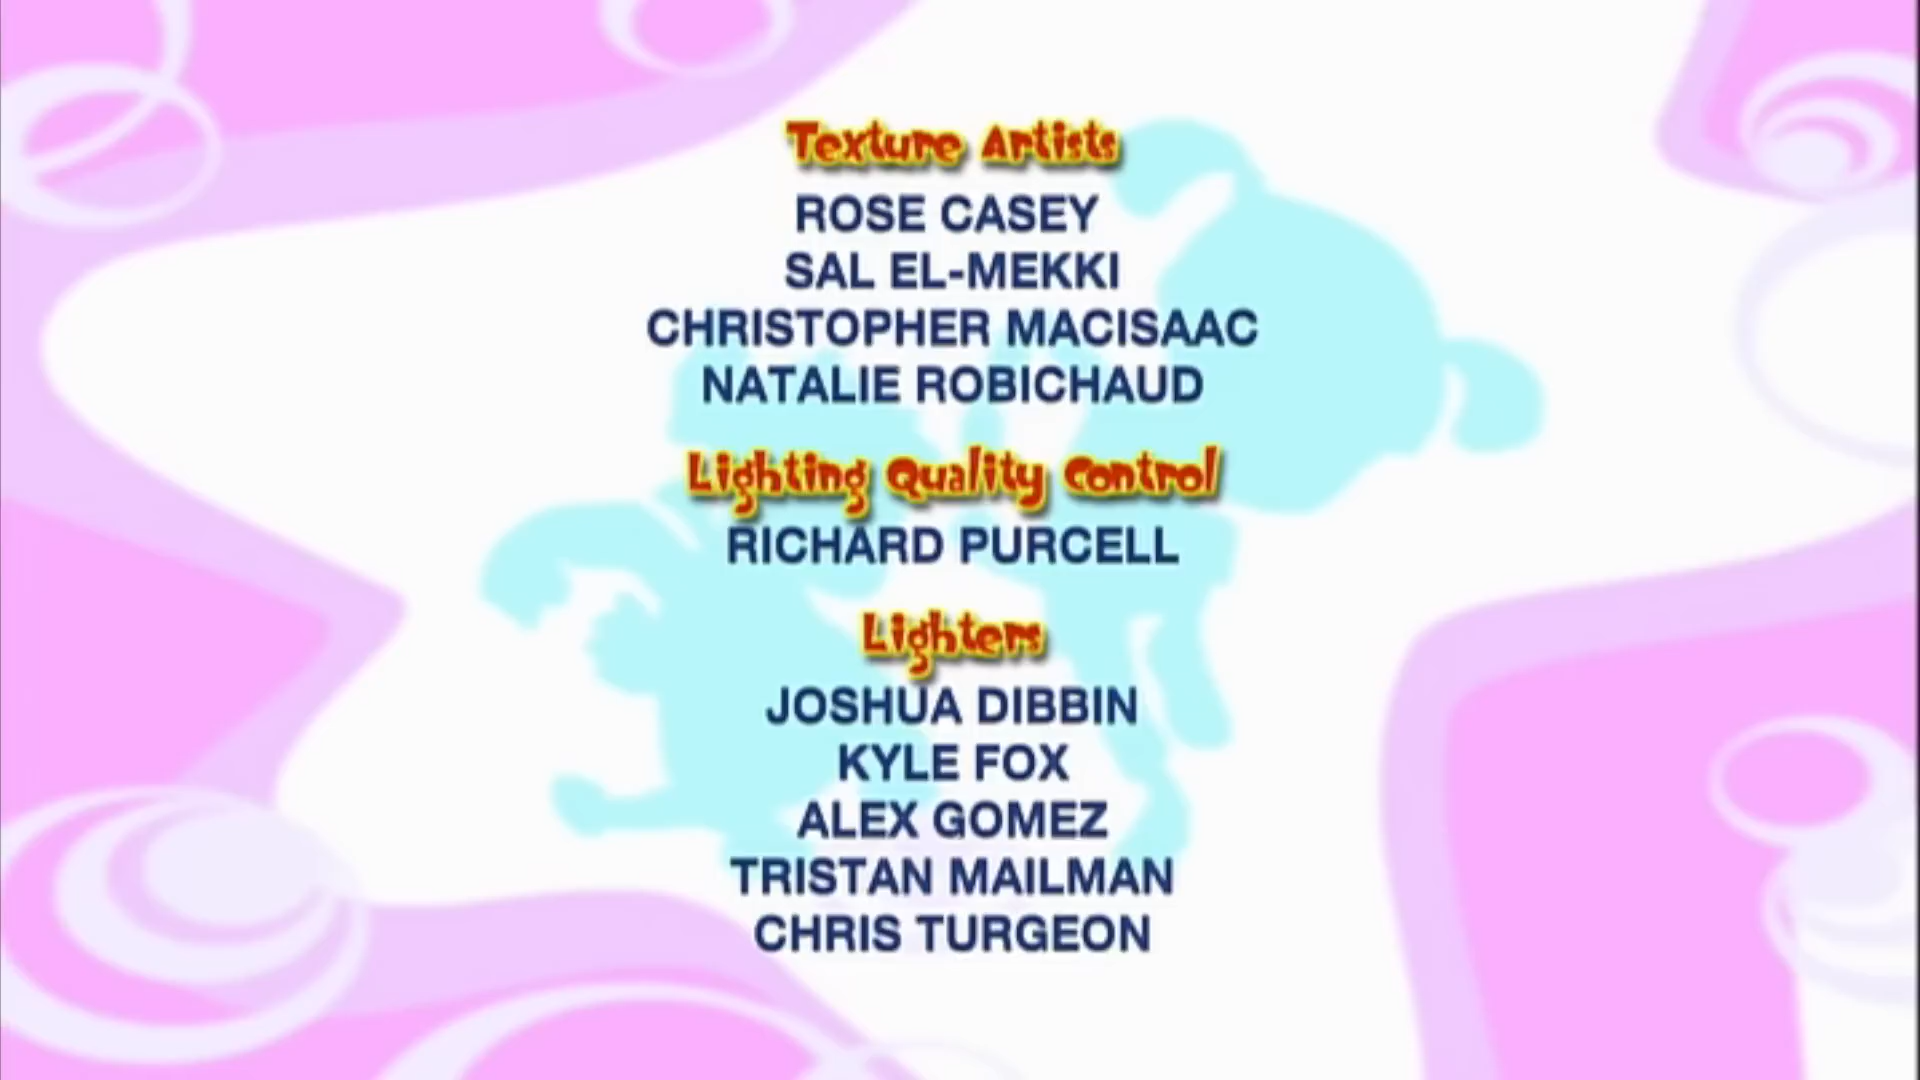 Texture Artists
ROSE CASEY
SAL EL-MEKKI
CHRISTOPHER MACISAAC
NATALIE ROBICHAUD
Lighting Quality Control
RICHARD PURCELL
Lighters
JOSHUA DIBBIN
KYLE FOX
ALEX GOMEZ
TRISTAN MAILMAN
CHRIS TURGEON